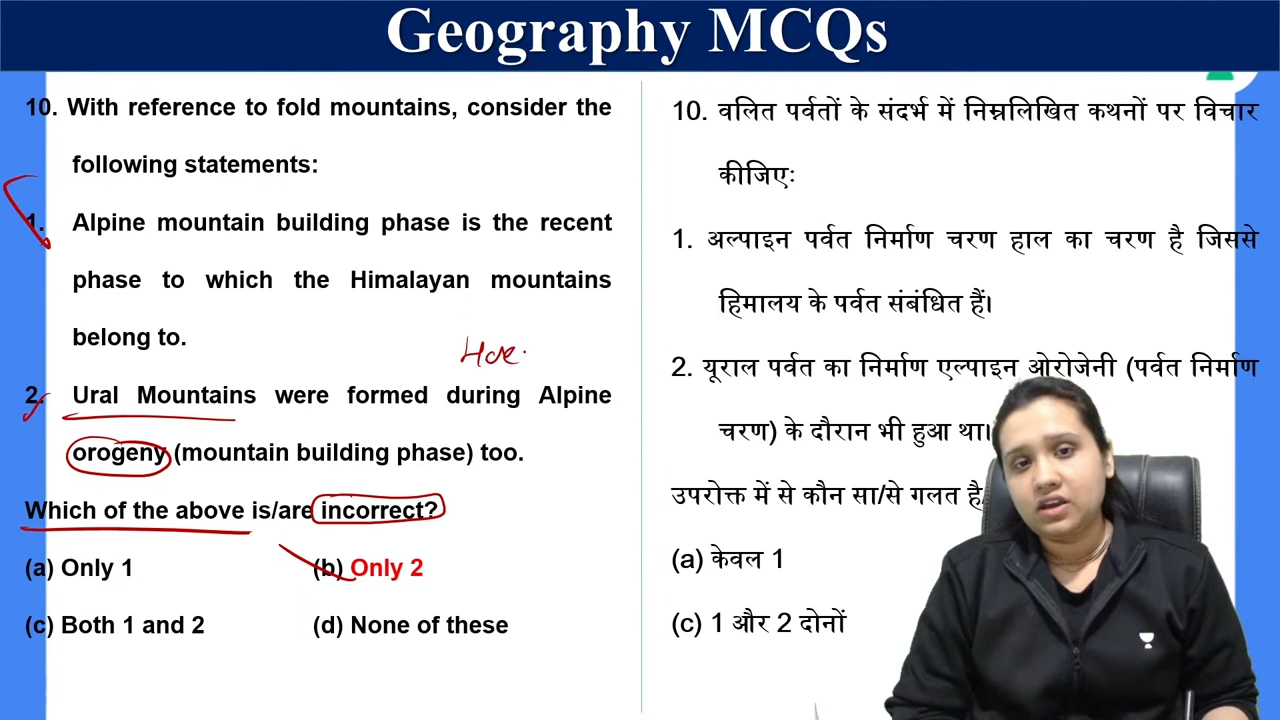 Geography MCQs
10. With reference to fold mountains, consider the
following statements:
1. Alpine mountain building phase is the recent
phase to which the Himalayan mountains
belong to.
2. Ural Mountains were formed during Alpine
orogeny (mountain building phase) too.
Which of the above is/are incorrect?
(a) Only 1 (b) Only 2
(c) Both 1 and 2 (d) None of these
10. वलित पर्वतों के संदर्भ में निम्नलिखित कथनों पर विचार
कीजिएः
1. अल्पाइन पर्वत निर्माण चरण हाल का चरण है जिससे
हिमालय के पर्वत संबंधित हैं।
2. यूराल पर्वत का निर्माण एल्पाइन ओरोजेनी (पर्वत निर्माण
चरण) के दौरान भी हुआ था।
उपरोक्त में से कौन सा/से गलत है
(a) केवल 1
(c) 1 और 2 दोनों